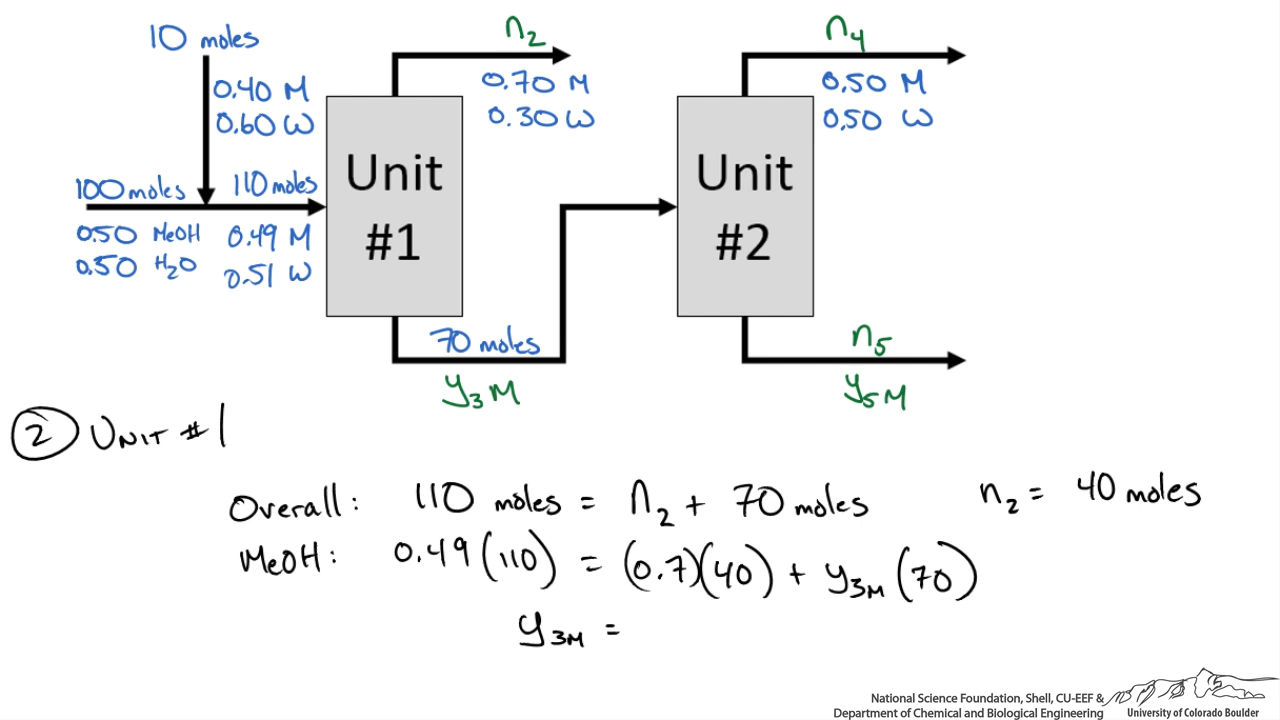 10 moles
0.40 M
0.60 W
100 moles
0.50 MeOH
0.50 H₂O
110 moles
0.49 M
0.51 W
Unit
#1
n₂
0.70 M
0.30 W
70 moles
y₃M
Unit
#2
n₄
0.50 M
0.50 W
n₅
y₅M
② UNIT #1
Overall: 110 moles = n₂ + 70 moles n₂ = 40 moles
MeOH: 0.49(110) = (0.7)(40) + y₃M(70)
y₃M =
National Science Foundation, Shell, CU-EEF &
Department of Chemical and Biological Engineering
University of Colorado Boulder